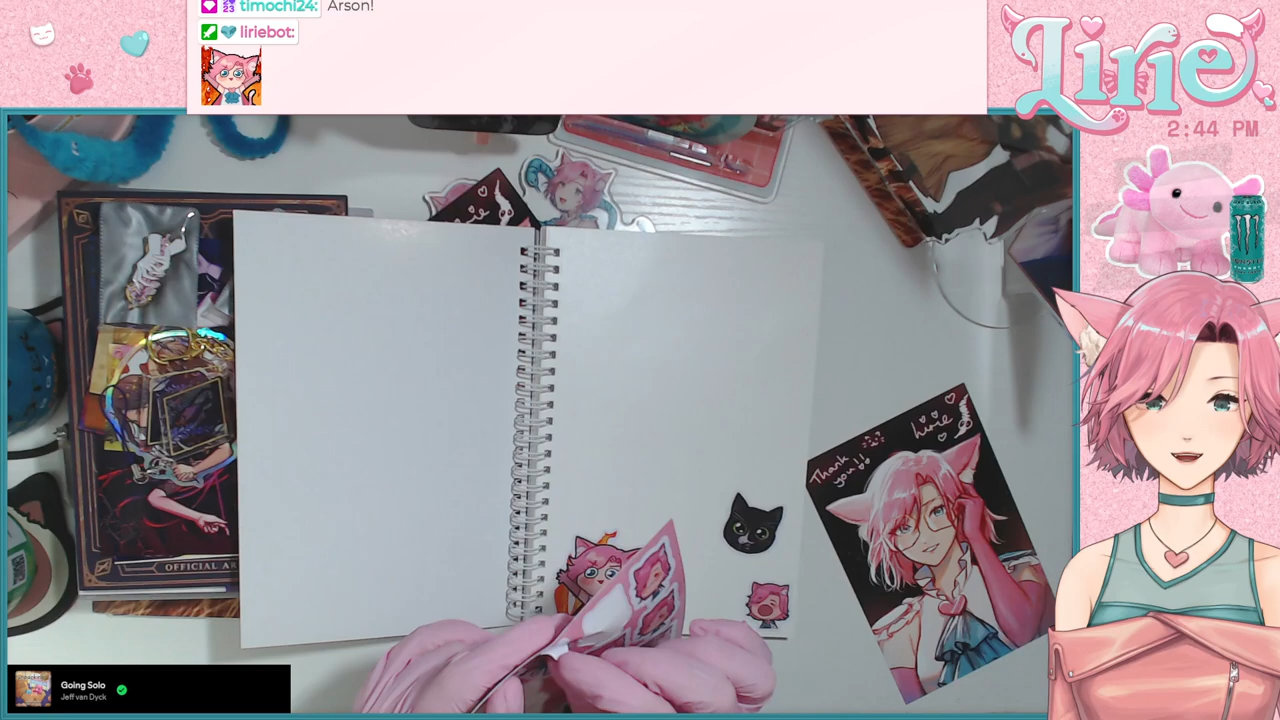 timochi24: Arson!
liriebot:
Lirie
2:44 PM
Thank
you!!
Lirie
OFFICIAL AR
Going Solo
Jeff van Dyck